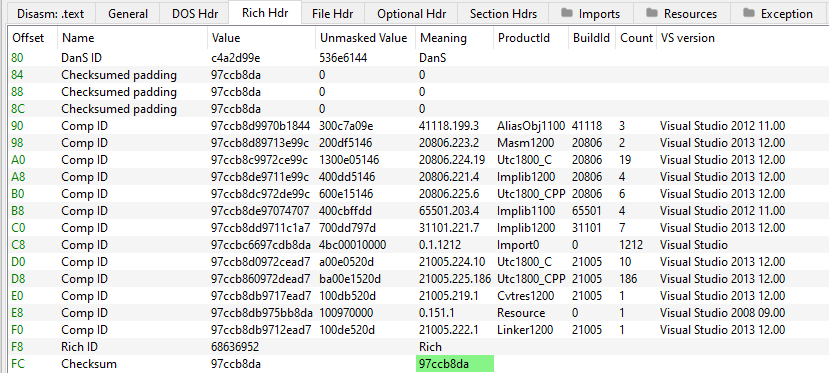 Disasm: .text General DOS Hdr Rich Hdr File Hdr Optional Hdr Section Hdrs Imports Resources Exception
Offset Name Value Unmasked Value Meaning ProductId BuildId Count VS version
80 DanS ID c4a2d99e 536e6144 DanS
84 Checksumed padding 97ccb8da 0 0
88 Checksumed padding 97ccb8da 0 0
8C Checksumed padding 97ccb8da 0 0
90 Comp ID 97ccb8d9970b1844 300c7a09e 41118.199.3 AliasObj1100 41118 3 Visual Studio 2012 11.00
98 Comp ID 97ccb8d89713e99c 200df5146 20806.223.2 Masm1200 20806 2 Visual Studio 2013 12.00
A0 Comp ID 97ccb8c9972ce99c 1300e05146 20806.224.19 Utc1800_C 20806 19 Visual Studio 2013 12.00
A8 Comp ID 97ccb8de9711e99c 400dd5146 20806.221.4 Implib1200 20806 4 Visual Studio 2013 12.00
B0 Comp ID 97ccb8dc972de99c 600e15146 20806.225.6 Utc1800_CPP 20806 6 Visual Studio 2013 12.00
B8 Comp ID 97ccb8de97074707 400cbffdd 65501.203.4 Implib1100 65501 4 Visual Studio 2012 11.00
C0 Comp ID 97ccb8dd9711c1a7 700dd797d 31101.221.7 Implib1200 31101 7 Visual Studio 2013 12.00
C8 Comp ID 97ccbc6697cdb8da 4bc00010000 0.1.1212 Import0 0 1212 Visual Studio
D0 Comp ID 97ccb8d0972cead7 a00e0520d 21005.224.10 Utc1800_C 21005 10 Visual Studio 2013 12.00
D8 Comp ID 97ccb860972dead7 ba00e1520d 21005.225.186 Utc1800_CPP 21005 186 Visual Studio 2013 12.00
E0 Comp ID 97ccb8db9717ead7 100db520d 21005.219.1 Cvtres1200 21005 1 Visual Studio 2013 12.00
E8 Comp ID 97ccb8db975bb8da 100970000 0.151.1 Resource 0 1 Visual Studio 2008 09.00
F0 Comp ID 97ccb8db9712ead7 100de520d 21005.222.1 Linker1200 21005 1 Visual Studio 2013 12.00
F8 Rich ID 68636952 Rich
FC Checksum 97ccb8da 97ccb8da